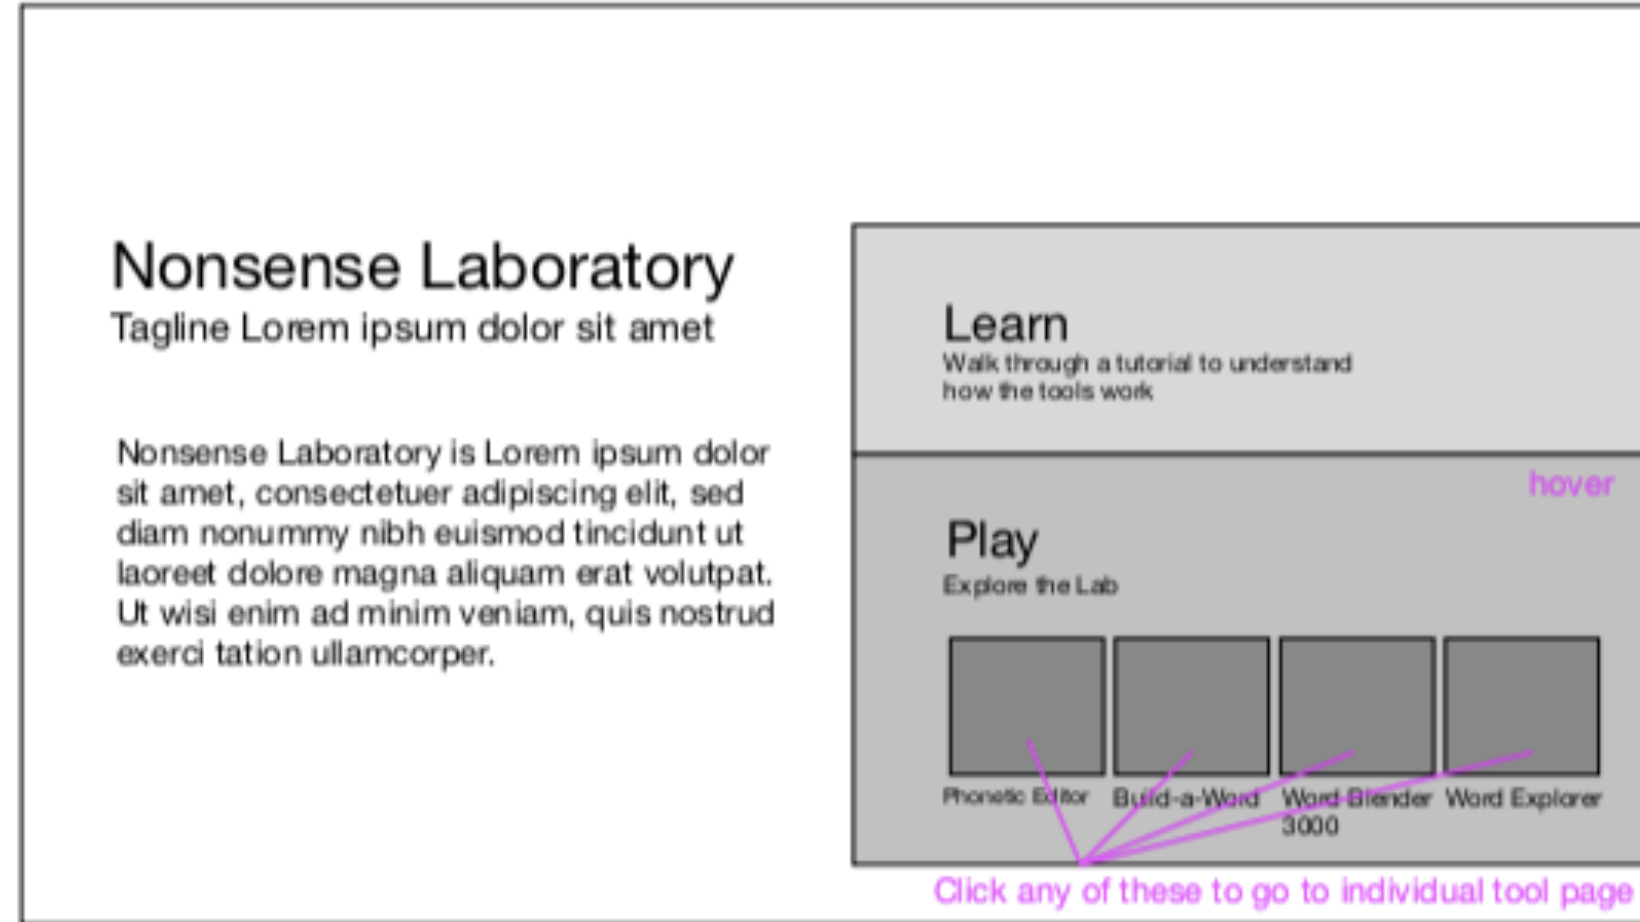 Nonsense Laboratory
Tagline Lorem ipsum dolor sit amet
Nonsense Laboratory is Lorem ipsum dolor
sit amet, consectetuer adipiscing elit, sed
diam nonummy nibh euismod tincidunt ut
laoreet dolore magna aliquam erat volutpat.
Ut wisi enim ad minim veniam, quis nostrud
exerci tation ullamcorper.
Learn
Walk through a tutorial to understand
how the tools work
hover
Play
Explore the Lab
Phonetic Editor
Build-a-Word
Word Blender
3000
Word Explorer
Click any of these to go to individual tool page